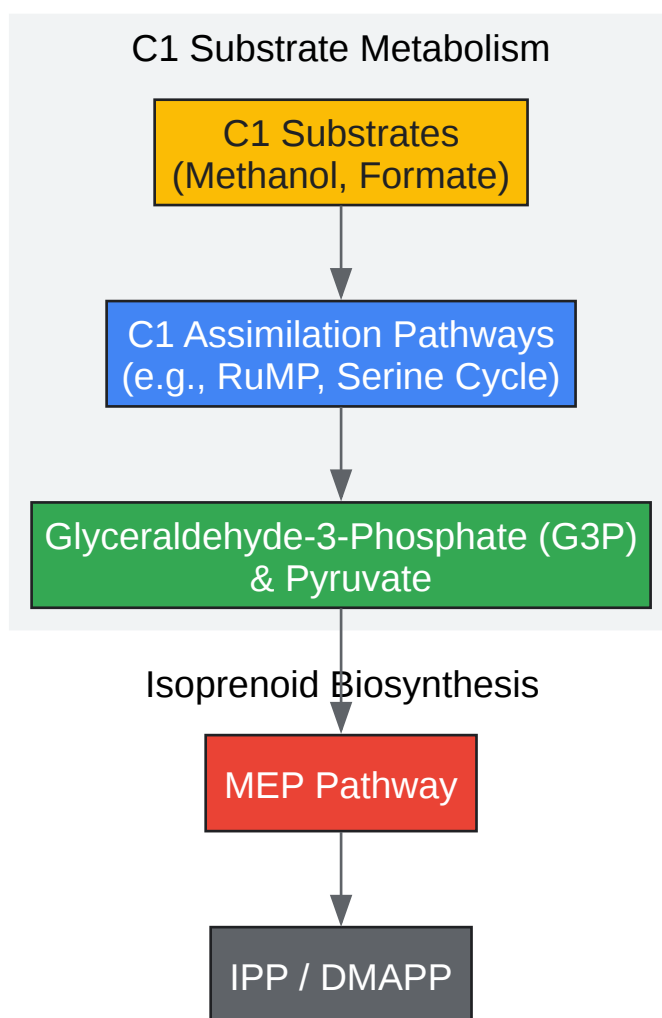 C1 Substrate Metabolism
C1 Substrates
(Methanol, Formate)
C1 Assimilation Pathways
(e.g., RuMP, Serine Cycle)
Glyceraldehyde-3-Phosphate (G3P)
& Pyruvate
Isoprenoid Biosynthesis
MEP Pathway
IPP / DMAPP